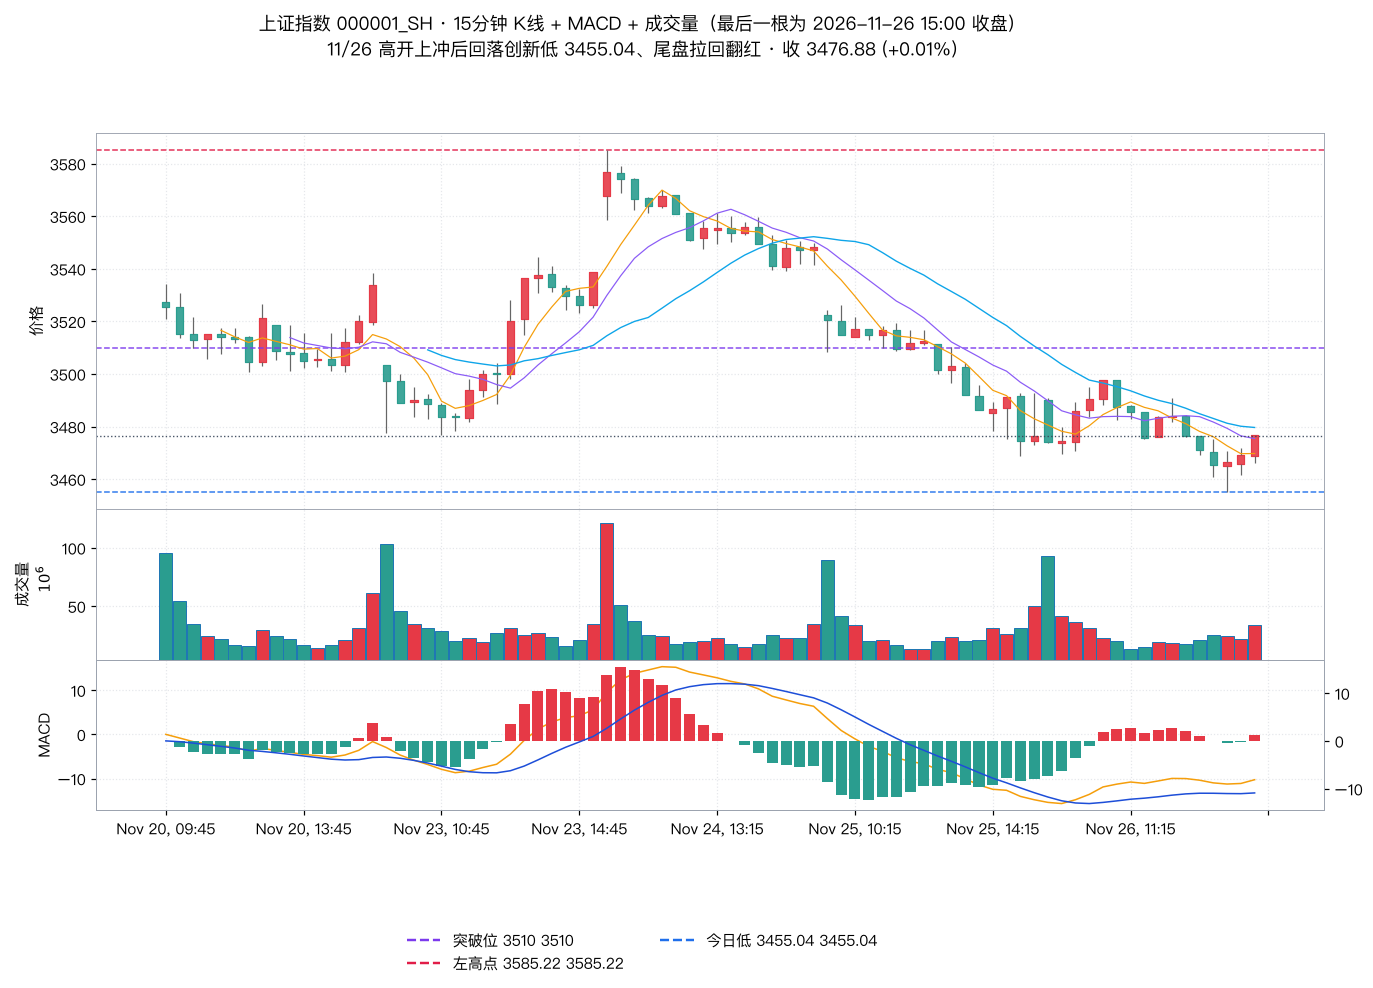 上证指数 000001_SH · 15分钟 K线 + MACD + 成交量（最后一根为 2026−11−26 15:00 收盘）
11/26 高开上冲后回落创新低 3455.04、尾盘拉回翻红 · 收 3476.88 (+0.01%)
价格
3580
3560
3540
3520
3500
3480
3460
成交量
10⁶
100
50
MACD
10
0
−10
10
0
−10
Nov 20, 09:45
Nov 20, 13:45
Nov 23, 10:45
Nov 23, 14:45
Nov 24, 13:15
Nov 25, 10:15
Nov 25, 14:15
Nov 26, 11:15
突破位 3510 3510
今日低 3455.04 3455.04
左高点 3585.22 3585.22